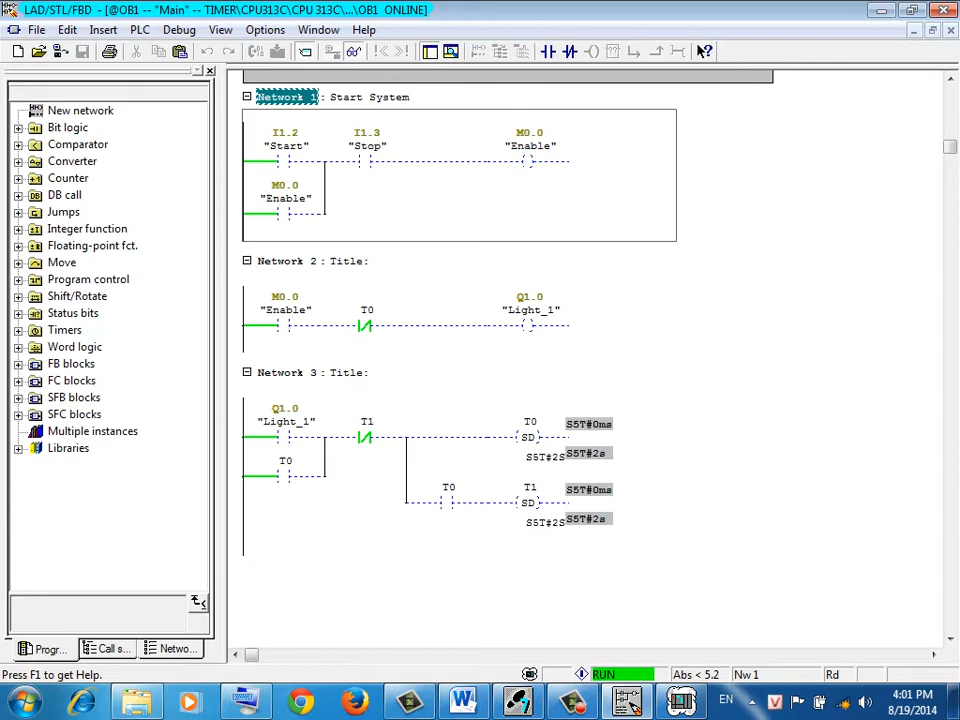 LAD/STL/FBD - [@OB1 -- "Main" -- TIMER\CPU313C\CPU 313C\...\OB1 ONLINE]
File Edit Insert PLC Debug View Options Window Help
New network
Bit logic
Comparator
Converter
Counter
DB call
Jumps
Integer function
Floating-point fct.
Move
Program control
Shift/Rotate
Status bits
Timers
Word logic
FB blocks
FC blocks
SFB blocks
SFC blocks
Multiple instances
Libraries
Progr... Call s... Netwo...
Network 1 : Start System
I1.2 I1.3 M0.0
"Start" "Stop" "Enable"
M0.0
"Enable"
Network 2 : Title:
M0.0 Q1.0
"Enable" T0 "Light_1"
Network 3 : Title:
Q1.0
"Light_1" T1 T0 S5T#0ms
SD
S5T#2S S5T#2s
T0
T0 T1 S5T#0ms
SD
S5T#2S S5T#2s
Press F1 to get Help. RUN Abs < 5.2 Nw 1 Rd
EN 4:01 PM
8/19/2014